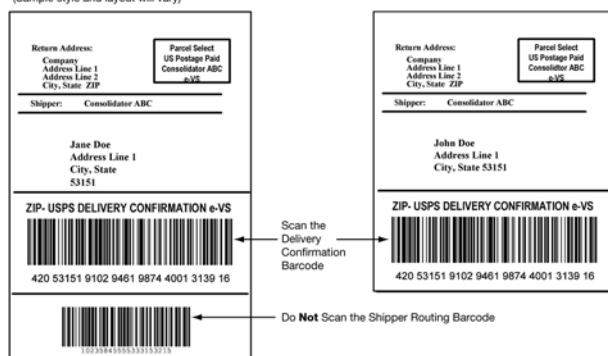 (Sample style and layout will vary)
Return Address:
Company
Address Line 1
Address Line 2
City, State ZIP
Parcel Select
US Postage Paid
Consolidator ABC
e-VS
Shipper: Consolidator ABC
Jane Doe
Address Line 1
City, State
53151
ZIP- USPS DELIVERY CONFIRMATION e-VS
420 53151 9102 9461 9874 4001 3139 16
10235845555333153215
Scan the
Delivery
Confirmation
Barcode
Do Not Scan the Shipper Routing Barcode
Return Address:
Company
Address Line 1
Address Line 2
City, State ZIP
Parcel Select
US Postage Paid
Consolidtor ABC
e-VS
Shipper: Consolidator ABC
John Doe
Address Line 1
City, State 53151
ZIP- USPS DELIVERY CONFIRMATION e-VS
420 53151 9102 9461 9874 4001 3139 16